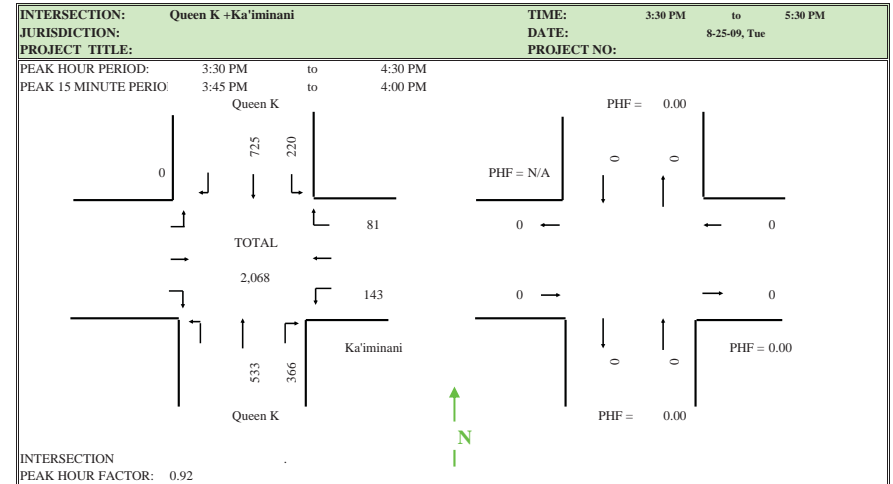 INTERSECTION: Queen K +Ka'iminani TIME: 3:30 PM to 5:30 PM
JURISDICTION: DATE: 8-25-09, Tue
PROJECT TITLE: PROJECT NO:
PEAK HOUR PERIOD: 3:30 PM to 4:30 PM
PEAK 15 MINUTE PERIO 3:45 PM to 4:00 PM
Queen K
725
220
0
81
TOTAL
2,068
143
Ka'iminani
533
366
Queen K
PHF = 0.00
0
0
PHF = N/A
0
0
0
0
PHF = 0.00
0
0
PHF = 0.00
N
INTERSECTION .
PEAK HOUR FACTOR: 0.92